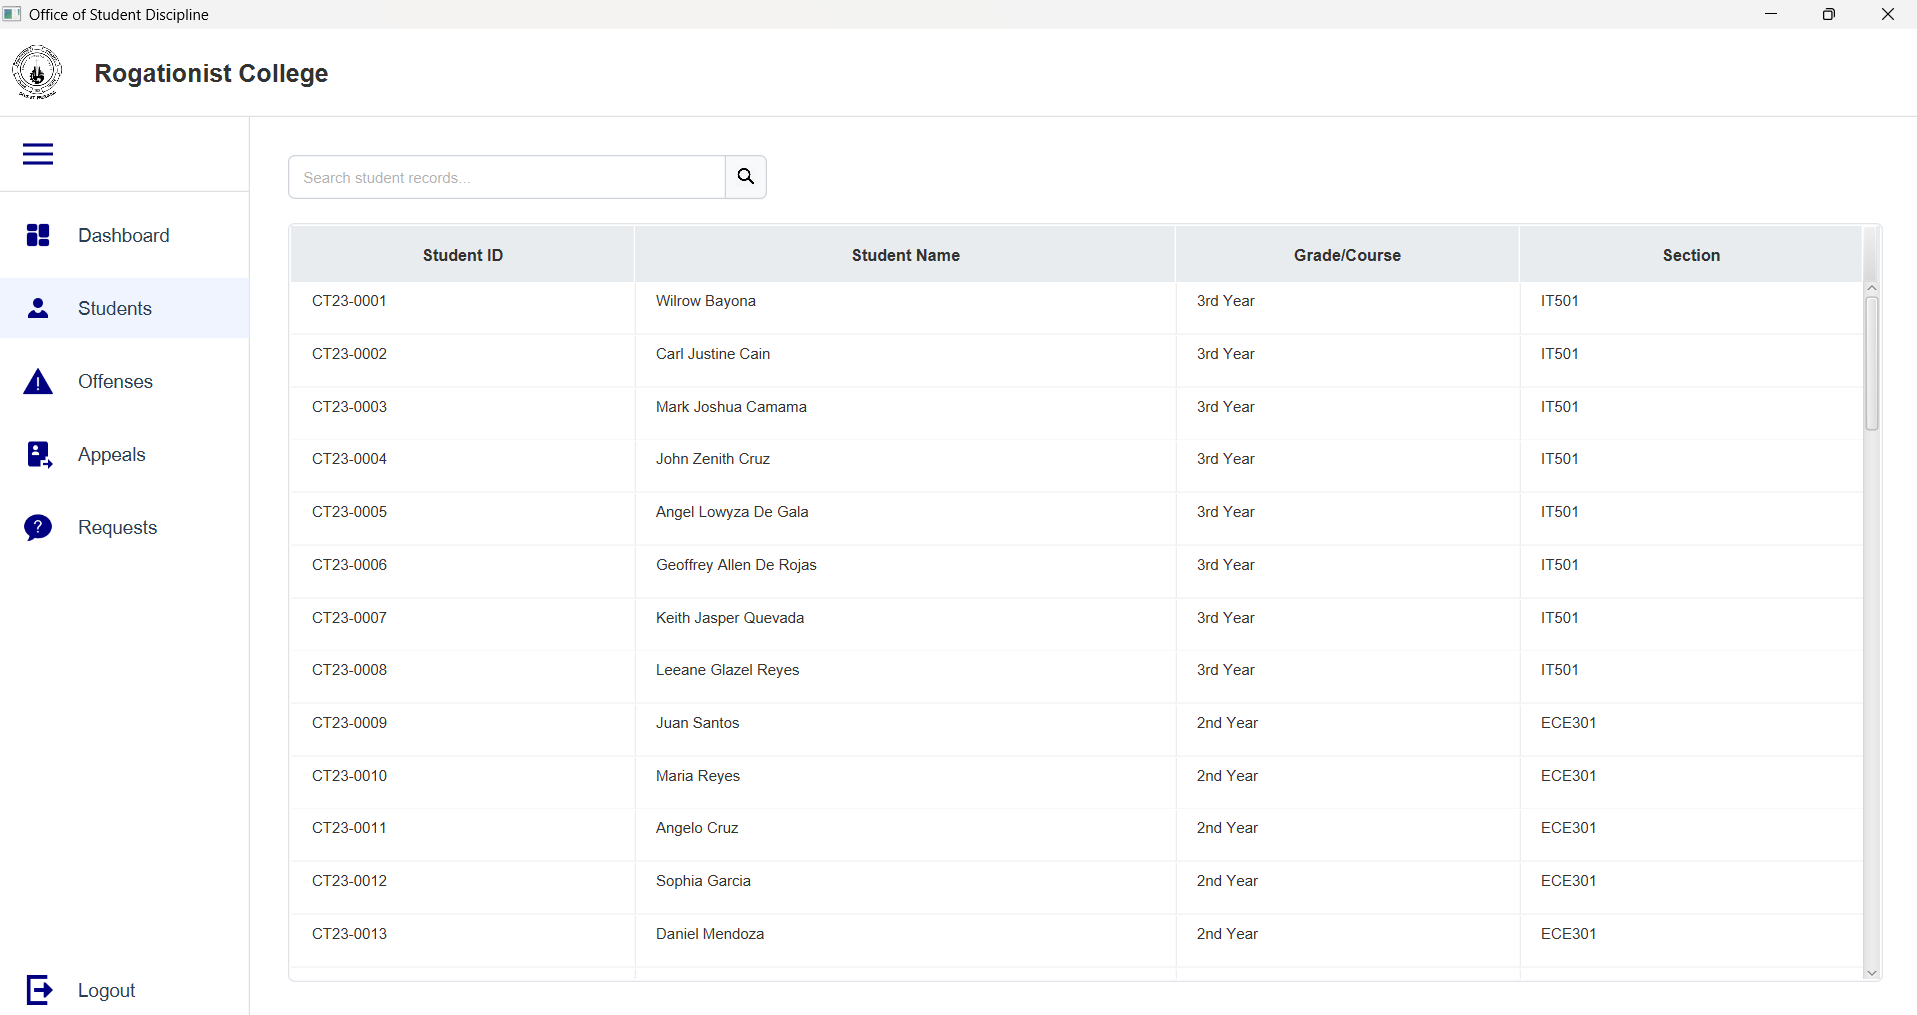 Office of Student Discipline
Rogationist College
Dashboard
Students
Offenses
Appeals
Requests
Logout
Search student records...
Student ID Student Name Grade/Course Section
CT23-0001 Wilrow Bayona 3rd Year IT501
CT23-0002 Carl Justine Cain 3rd Year IT501
CT23-0003 Mark Joshua Camama 3rd Year IT501
CT23-0004 John Zenith Cruz 3rd Year IT501
CT23-0005 Angel Lowyza De Gala 3rd Year IT501
CT23-0006 Geoffrey Allen De Rojas 3rd Year IT501
CT23-0007 Keith Jasper Quevada 3rd Year IT501
CT23-0008 Leeane Glazel Reyes 3rd Year IT501
CT23-0009 Juan Santos 2nd Year ECE301
CT23-0010 Maria Reyes 2nd Year ECE301
CT23-0011 Angelo Cruz 2nd Year ECE301
CT23-0012 Sophia Garcia 2nd Year ECE301
CT23-0013 Daniel Mendoza 2nd Year ECE301